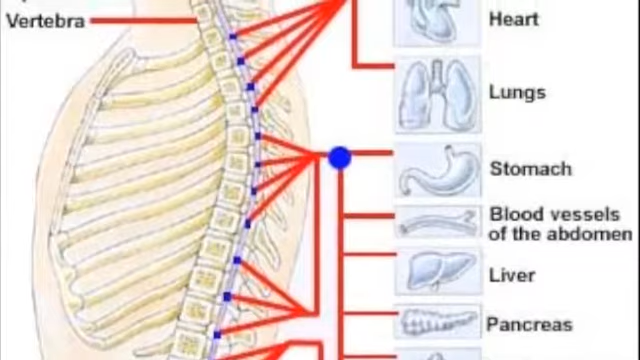 Vertebra
Heart
Lungs
Stomach
Blood vessels
of the abdomen
Liver
Pancreas